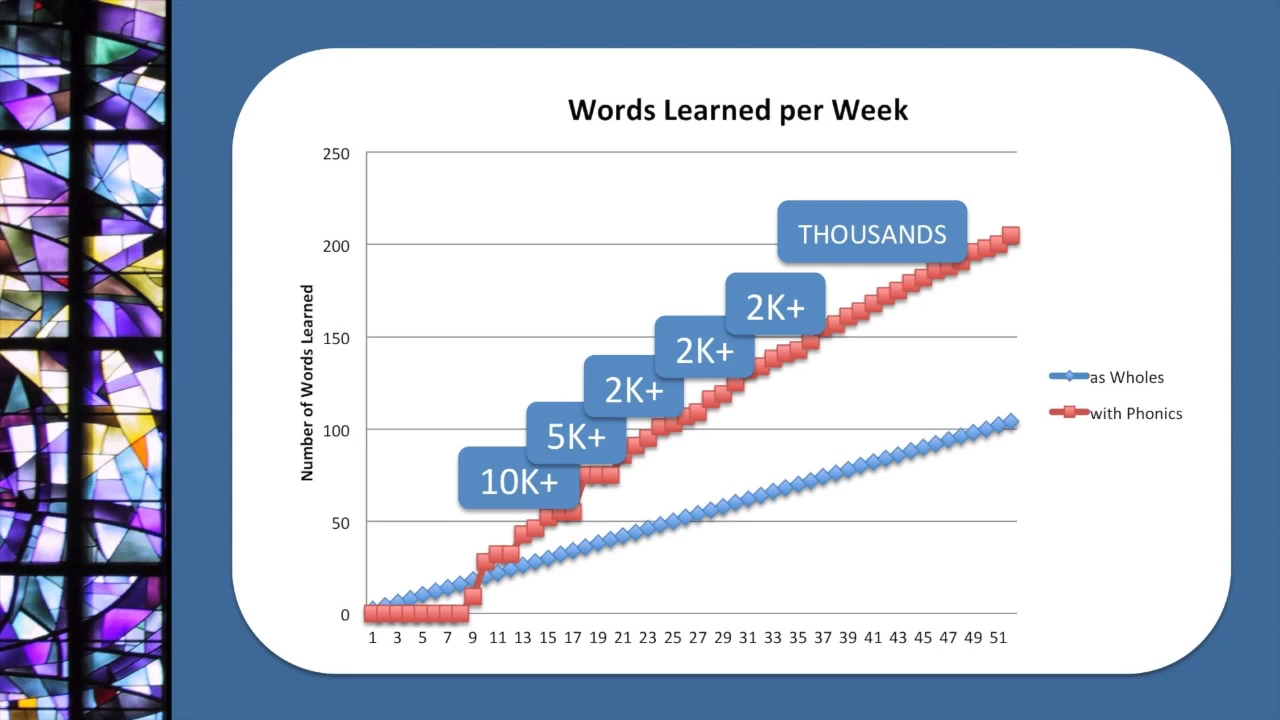 Words Learned per Week
250
200
150
100
50
0
Number of Words Learned
THOUSANDS
2K+
2K+
2K+
5K+
10K+
as Wholes
with Phonics
1 3 5 7 9 11 13 15 17 19 21 23 25 27 29 31 33 35 37 39 41 43 45 47 49 51